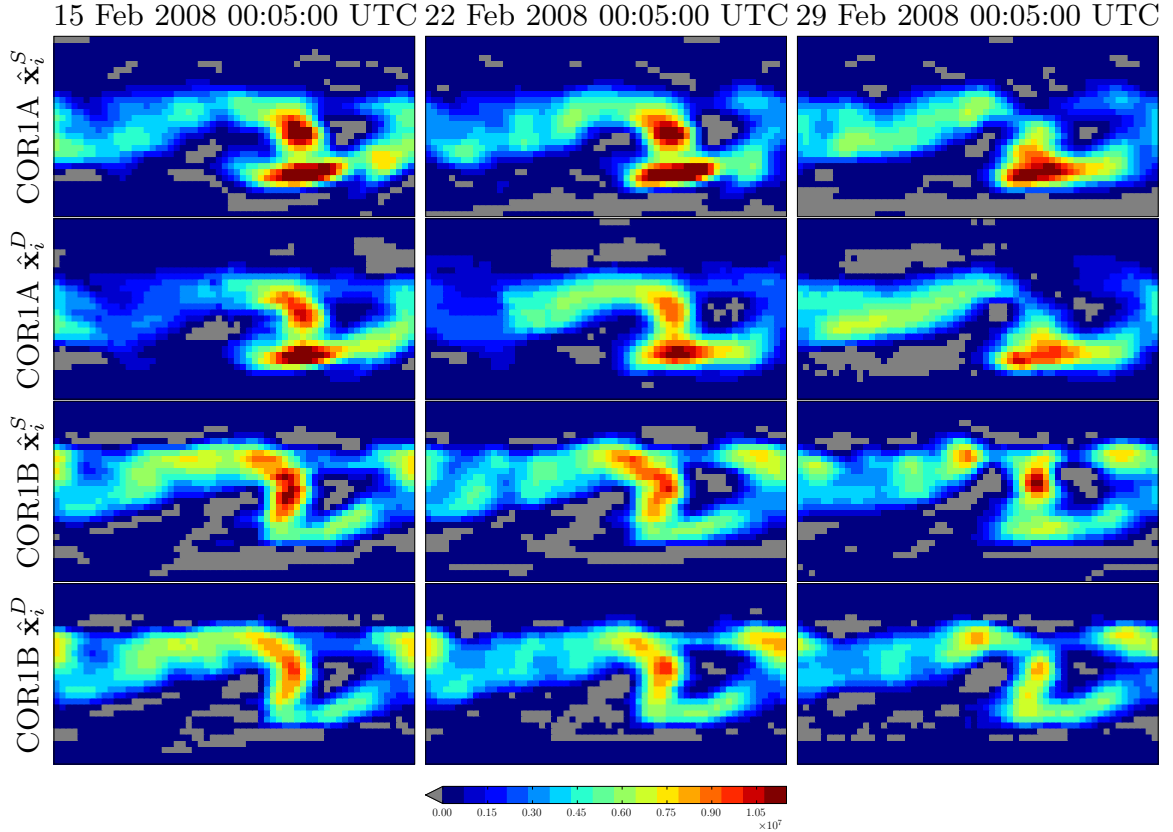 15 Feb 2008 00:05:00 UTC 22 Feb 2008 00:05:00 UTC 29 Feb 2008 00:05:00 UTC
COR1A x̂ᵢˢ
COR1A x̂ᵢᴰ
COR1B x̂ᵢˢ
COR1B x̂ᵢᴰ
0.00 0.15 0.30 0.45 0.60 0.75 0.90 1.05
×10⁷